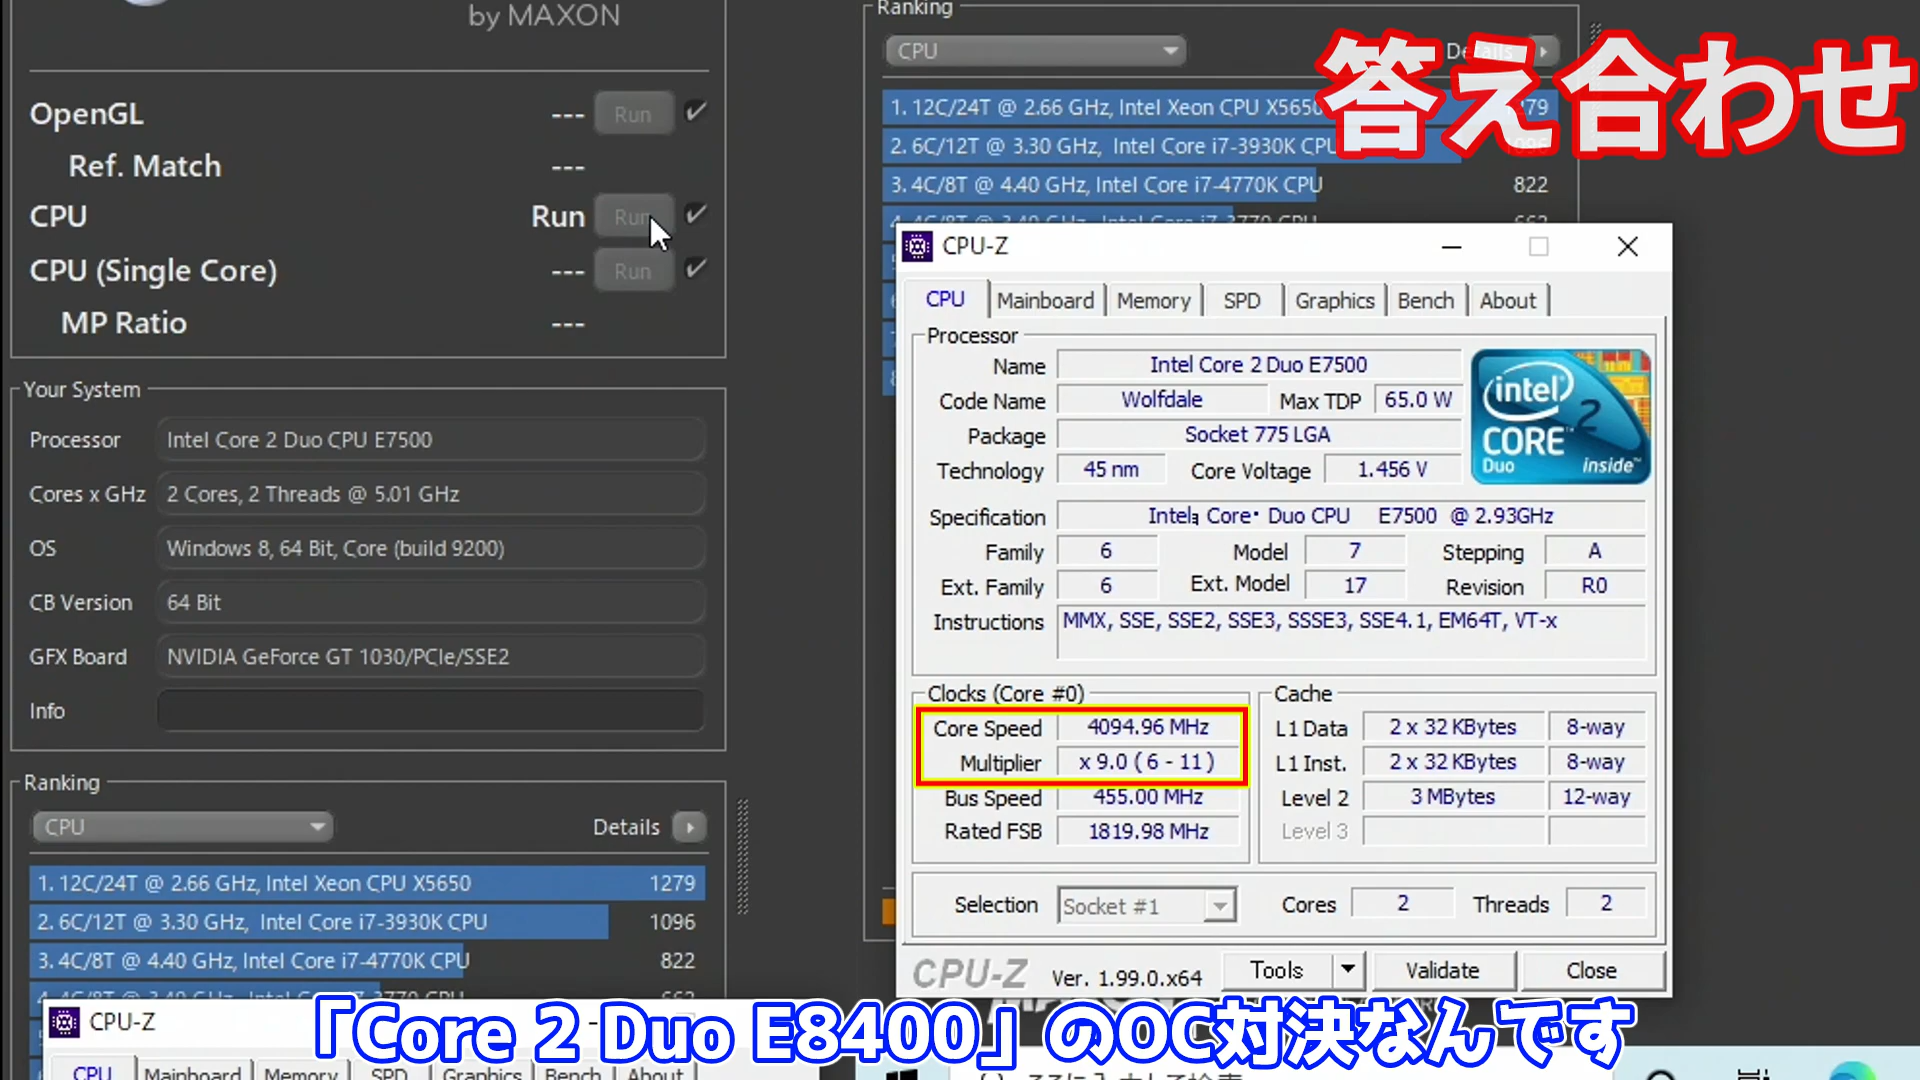 by MAXON
OpenGL --- Run
Ref. Match ---
CPU Run Run
CPU (Single Core) --- Run
MP Ratio ---
Your System
Processor Intel Core 2 Duo CPU E7500
Cores x GHz 2 Cores, 2 Threads @ 5.01 GHz
OS Windows 8, 64 Bit, Core (build 9200)
CB Version 64 Bit
GFX Board NVIDIA GeForce GT 1030/PCIe/SSE2
Info
Ranking
CPU Details
1. 12C/24T @ 2.66 GHz, Intel Xeon CPU X5650 1279
2. 6C/12T @ 3.30 GHz, Intel Core i7-3930K CPU 1096
3. 4C/8T @ 4.40 GHz, Intel Core i7-4770K CPU 822
CPU-Z
CPU Mainboard Memory SPD Graphics Bench About
Ranking
CPU Details
答え合わせ
1. 12C/24T @ 2.66 GHz, Intel Xeon CPU X5650
2. 6C/12T @ 3.30 GHz, Intel Core i7-3930K CPU 1096
3. 4C/8T @ 4.40 GHz, Intel Core i7-4770K CPU 822
CPU-Z
CPU Mainboard Memory SPD Graphics Bench About
Processor
Name Intel Core 2 Duo E7500
Code Name Wolfdale Max TDP 65.0 W
Package Socket 775 LGA
Technology 45 nm Core Voltage 1.456 V
intel CORE 2 Duo inside™
Specification Intel Core Duo CPU E7500 @ 2.93GHz
Family 6 Model 7 Stepping A
Ext. Family 6 Ext. Model 17 Revision R0
Instructions MMX, SSE, SSE2, SSE3, SSSE3, SSE4.1, EM64T, VT-x
Clocks (Core #0)
Core Speed 4094.96 MHz
Multiplier x 9.0 ( 6 - 11 )
Bus Speed 455.00 MHz
Rated FSB 1819.98 MHz
Cache
L1 Data 2 x 32 KBytes 8-way
L1 Inst. 2 x 32 KBytes 8-way
Level 2 3 MBytes 12-way
Level 3
Selection Socket #1 Cores 2 Threads 2
CPU-Z Ver. 1.99.0.x64 Tools Validate Close
「Core 2 Duo E8400」のOC対決なんです